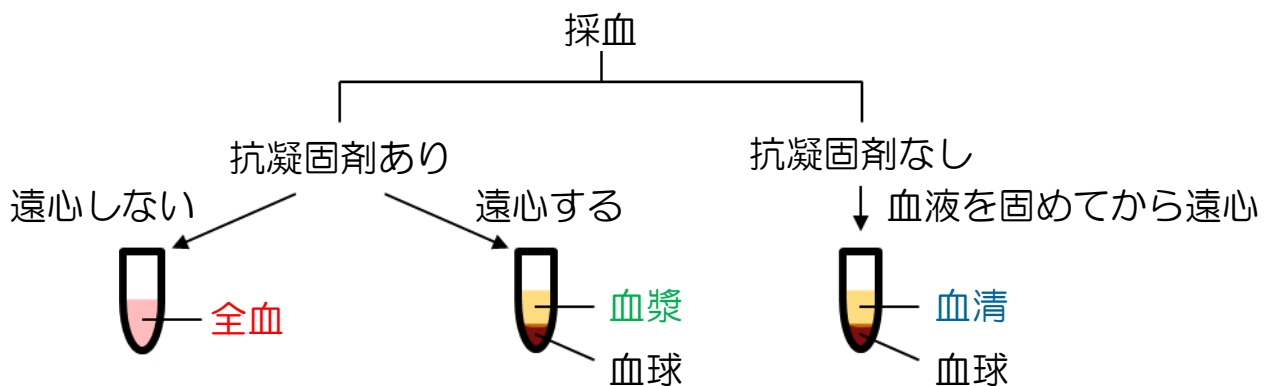 採血
抗凝固剤あり
抗凝固剤なし
遠心しない
遠心する
血液を固めてから遠心
全血
血漿
血球
血清
血球